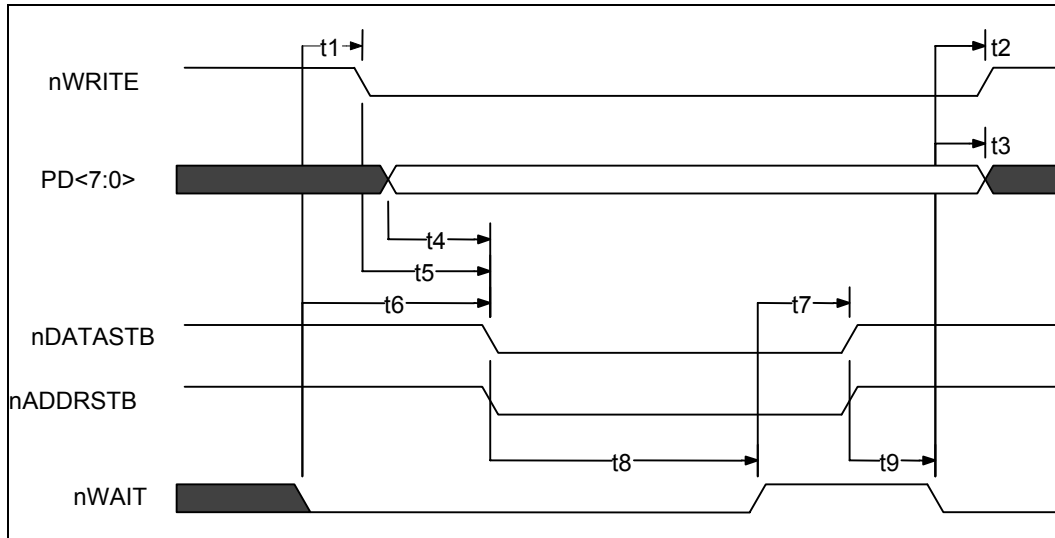 t1
t2
nWRITE
t3
PD<7:0>
t4
t5
t6
t7
nDATASTB
nADDRSTB
t8
t9
nWAIT